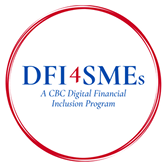 DFI4SMEs
A CBC Digital Financial
Inclusion Program